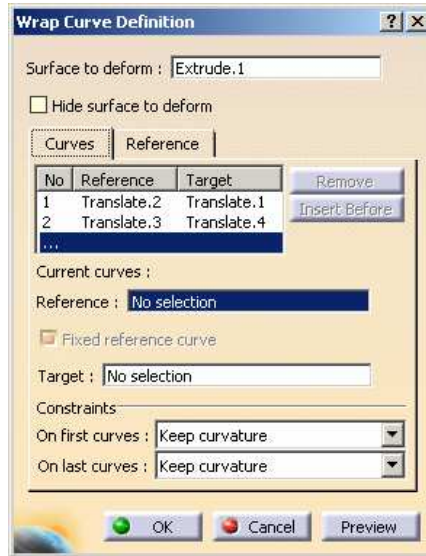 Wrap Curve Definition
Surface to deform : Extrude.1
Hide surface to deform
Curves Reference
No Reference Target
1 Translate.2 Translate.1
2 Translate.3 Translate.4
...
Remove
Insert Before
Current curves :
Reference : No selection
Fixed reference curve
Target : No selection
Constraints
On first curves : Keep curvature
On last curves : Keep curvature
OK Cancel Preview